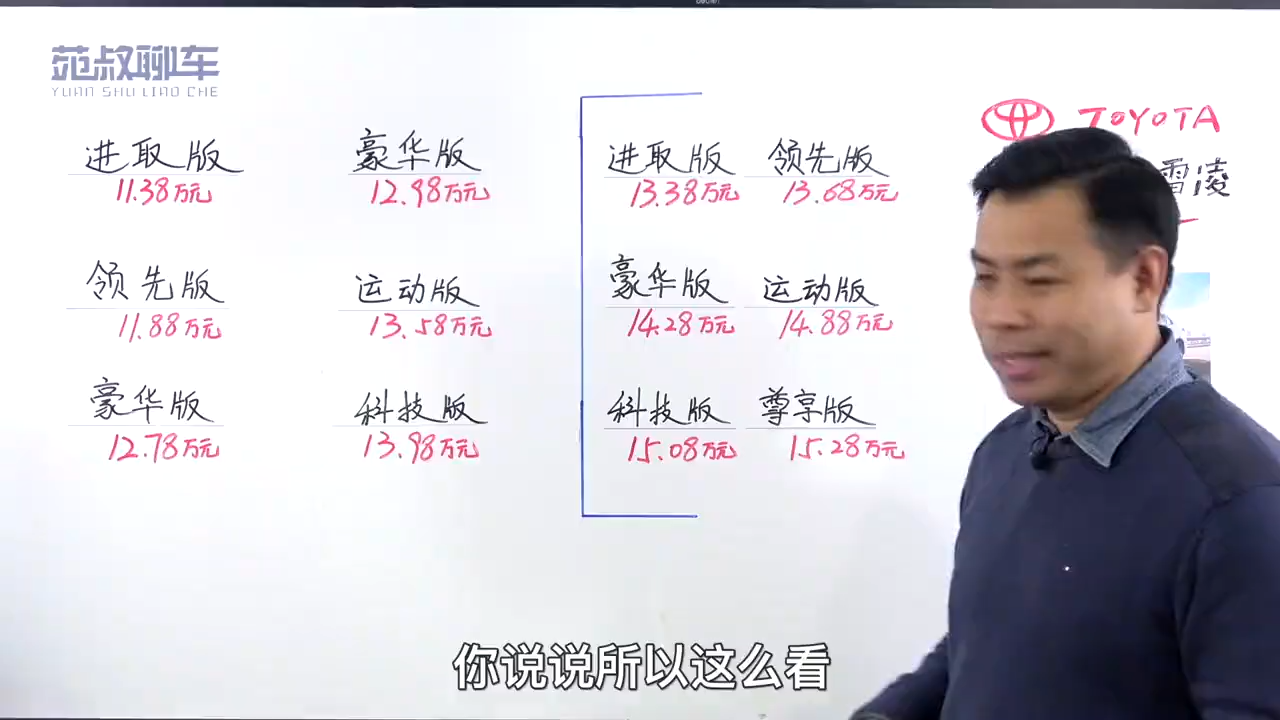 苑叔聊车
YUAN SHU LIAO CHE
TOYOTA
雷凌
进取版 豪华版 进取版 领先版
11.38万元 12.98万元 13.38万元 13.68万元
领先版 运动版 豪华版 运动版
11.88万元 13.58万元 14.28万元 14.88万元
豪华版 科技版 科技版 尊享版
12.78万元 13.98万元 15.08万元 15.28万元
你说说所以这么看